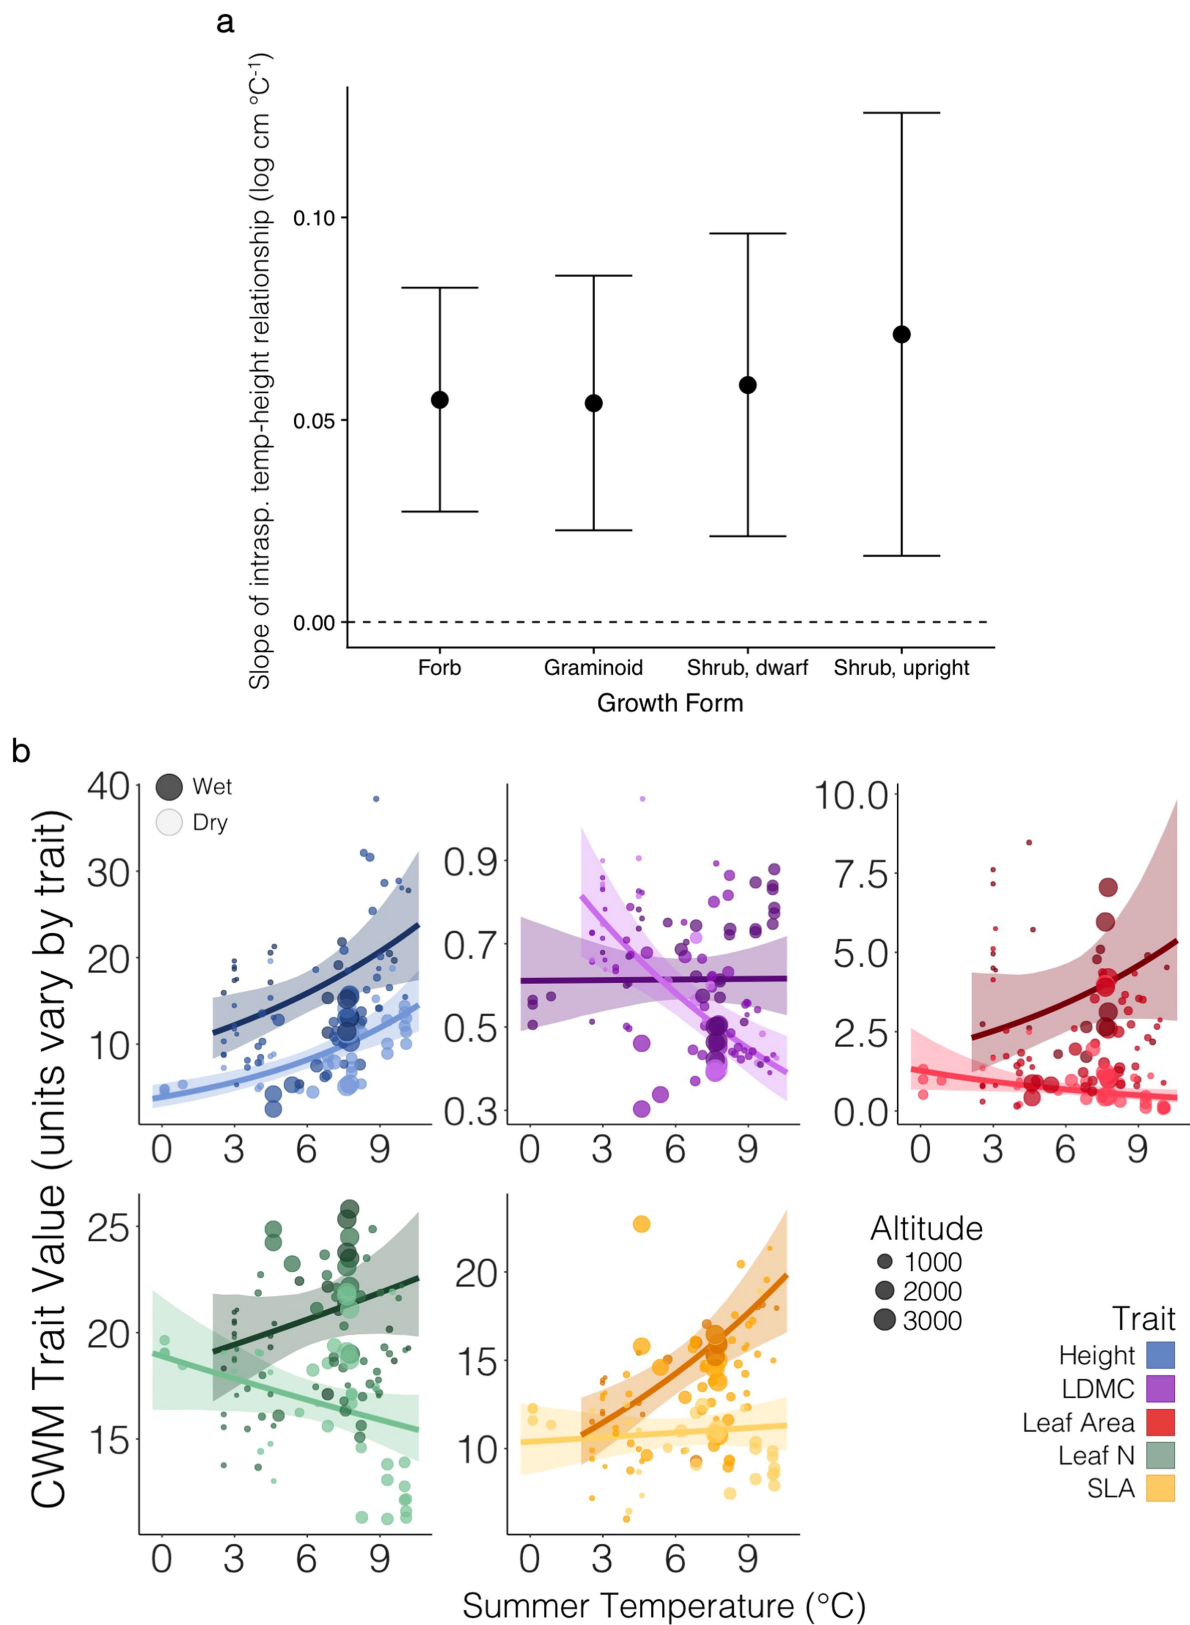 a
Slope of intrasp. temp-height relationship (log cm °C-1)
0.10
0.05
0.00
Forb Graminoid Shrub, dwarf Shrub, upright
Growth Form
b
CWM Trait Value (units vary by trait)
Wet
Dry
40
30
20
10
0 3 6 9
0.9
0.7
0.5
0.3
0 3 6 9
10.0
7.5
5.0
2.5
0.0
0 3 6 9
25
20
15
0 3 6 9
20
15
10
0 3 6 9
Altitude
1000
2000
3000
Trait
Height
LDMC
Leaf Area
Leaf N
SLA
Summer Temperature (°C)